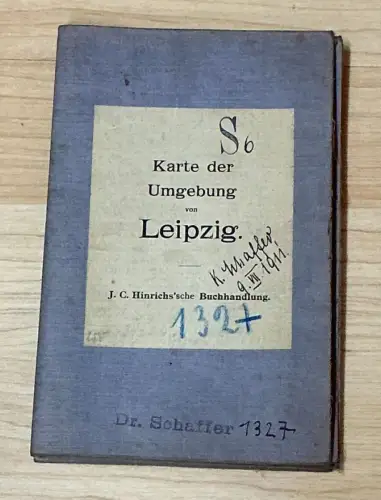 S6
Karte der
Umgebung
von
Leipzig.
K. Schaffer
9. VII 1911.
J. C. Hinrichs'sche Buchhandlung.
1327
Dr. Schaffer 1327